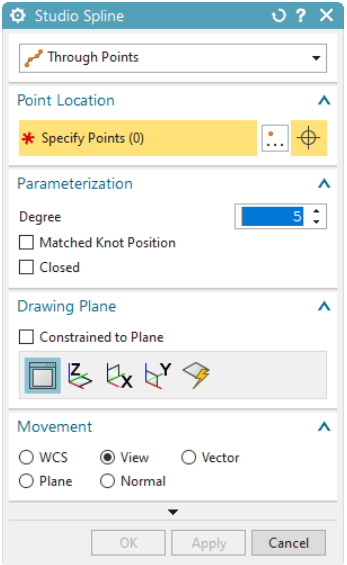 Studio Spline
Through Points
Point Location
* Specify Points (0)
Parameterization
Degree 5
Matched Knot Position
Closed
Drawing Plane
Constrained to Plane
Z X Y
Movement
WCS View Vector
Plane Normal
OK Apply Cancel